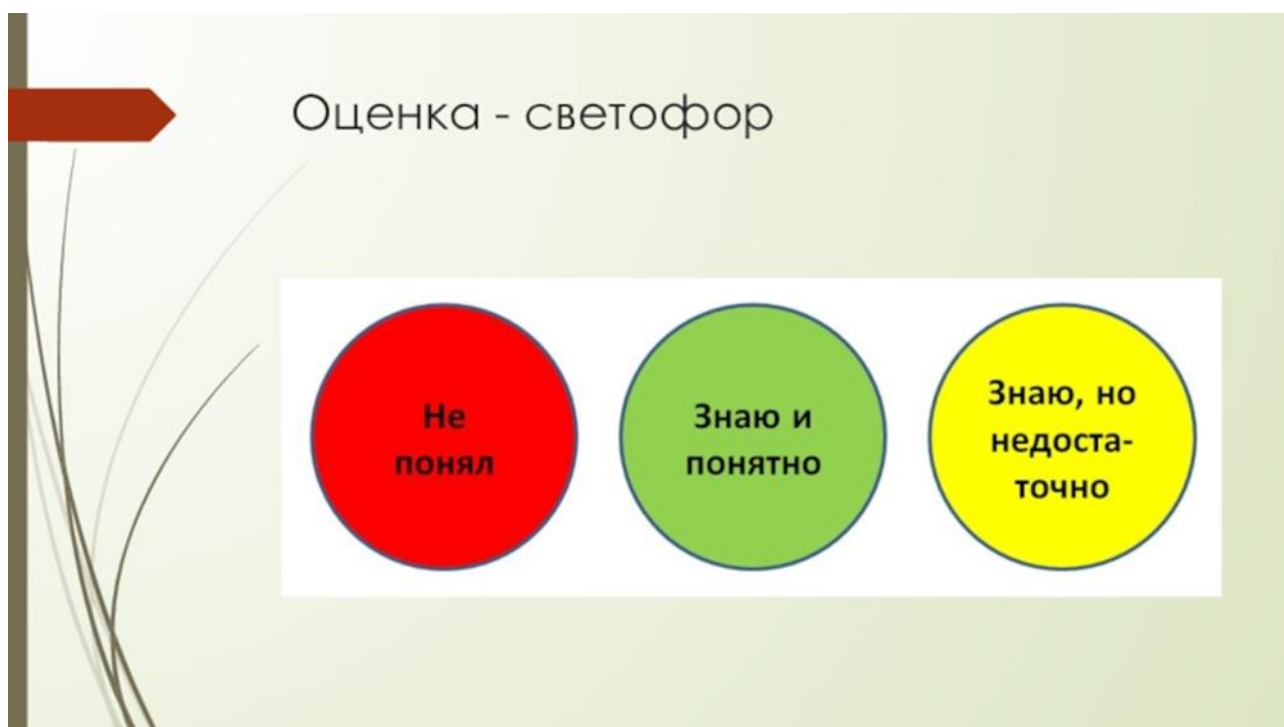 Оценка - светофор
Не
понял
Знаю и
понятно
Знаю, но
недоста-
точно